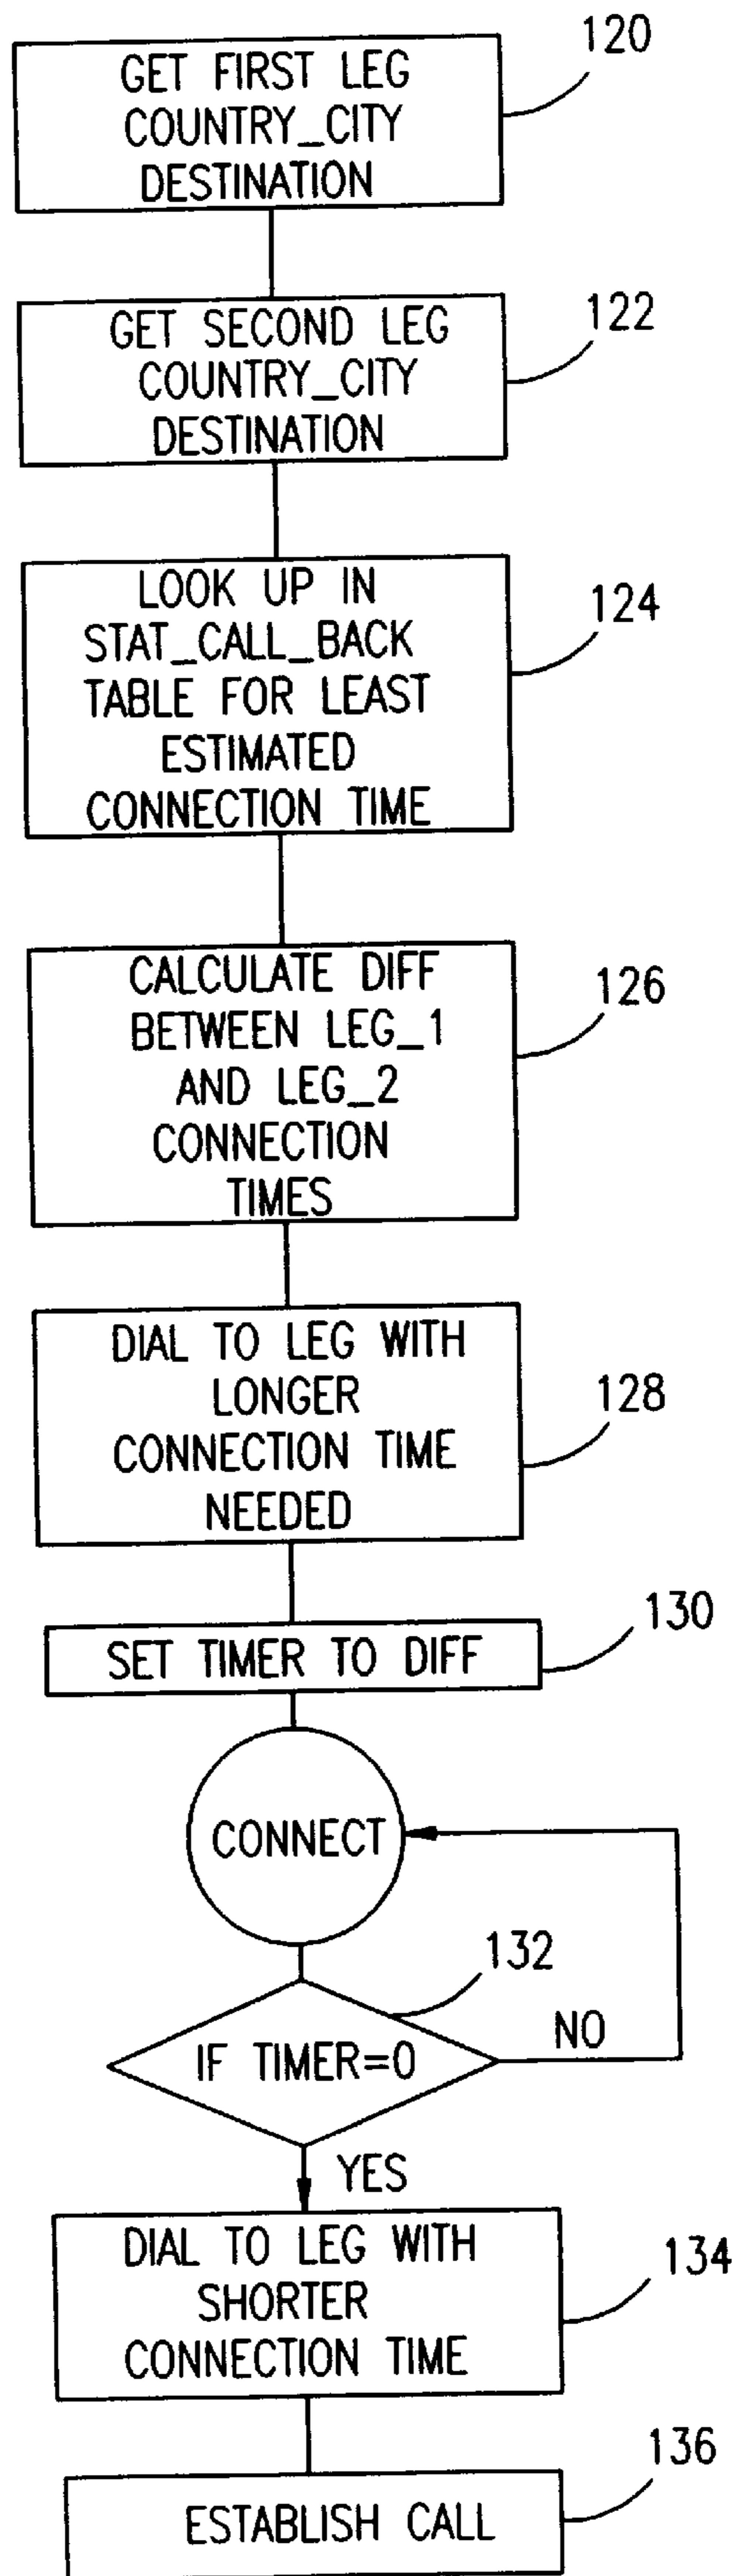 120
GET FIRST LEG
COUNTRY_CITY
DESTINATION
122
GET SECOND LEG
COUNTRY_CITY
DESTINATION
124
LOOK UP IN
STAT_CALL_BACK
TABLE FOR LEAST
ESTIMATED
CONNECTION TIME
126
CALCULATE DIFF
BETWEEN LEG_1
AND LEG_2
CONNECTION
TIMES
128
DIAL TO LEG WITH
LONGER
CONNECTION TIME
NEEDED
130
SET TIMER TO DIFF
CONNECT
132
IF TIMER=0
NO
YES
134
DIAL TO LEG WITH
SHORTER
CONNECTION TIME
136
ESTABLISH CALL